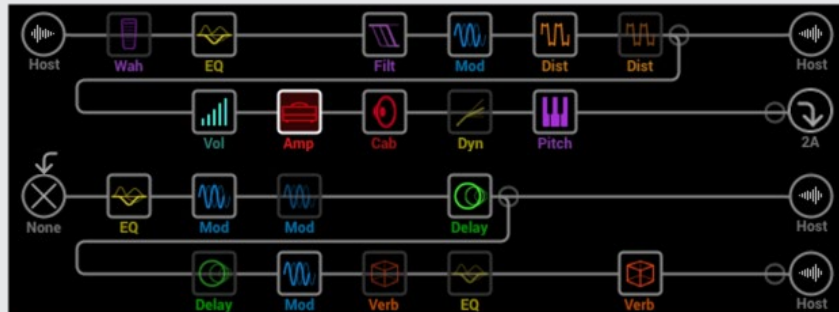 Host Wah EQ Filt Mod Dist Dist Host
Vol Amp Cab Dyn Pitch 2A
None EQ Mod Mod Delay Host
Delay Mod Verb EQ Verb Host